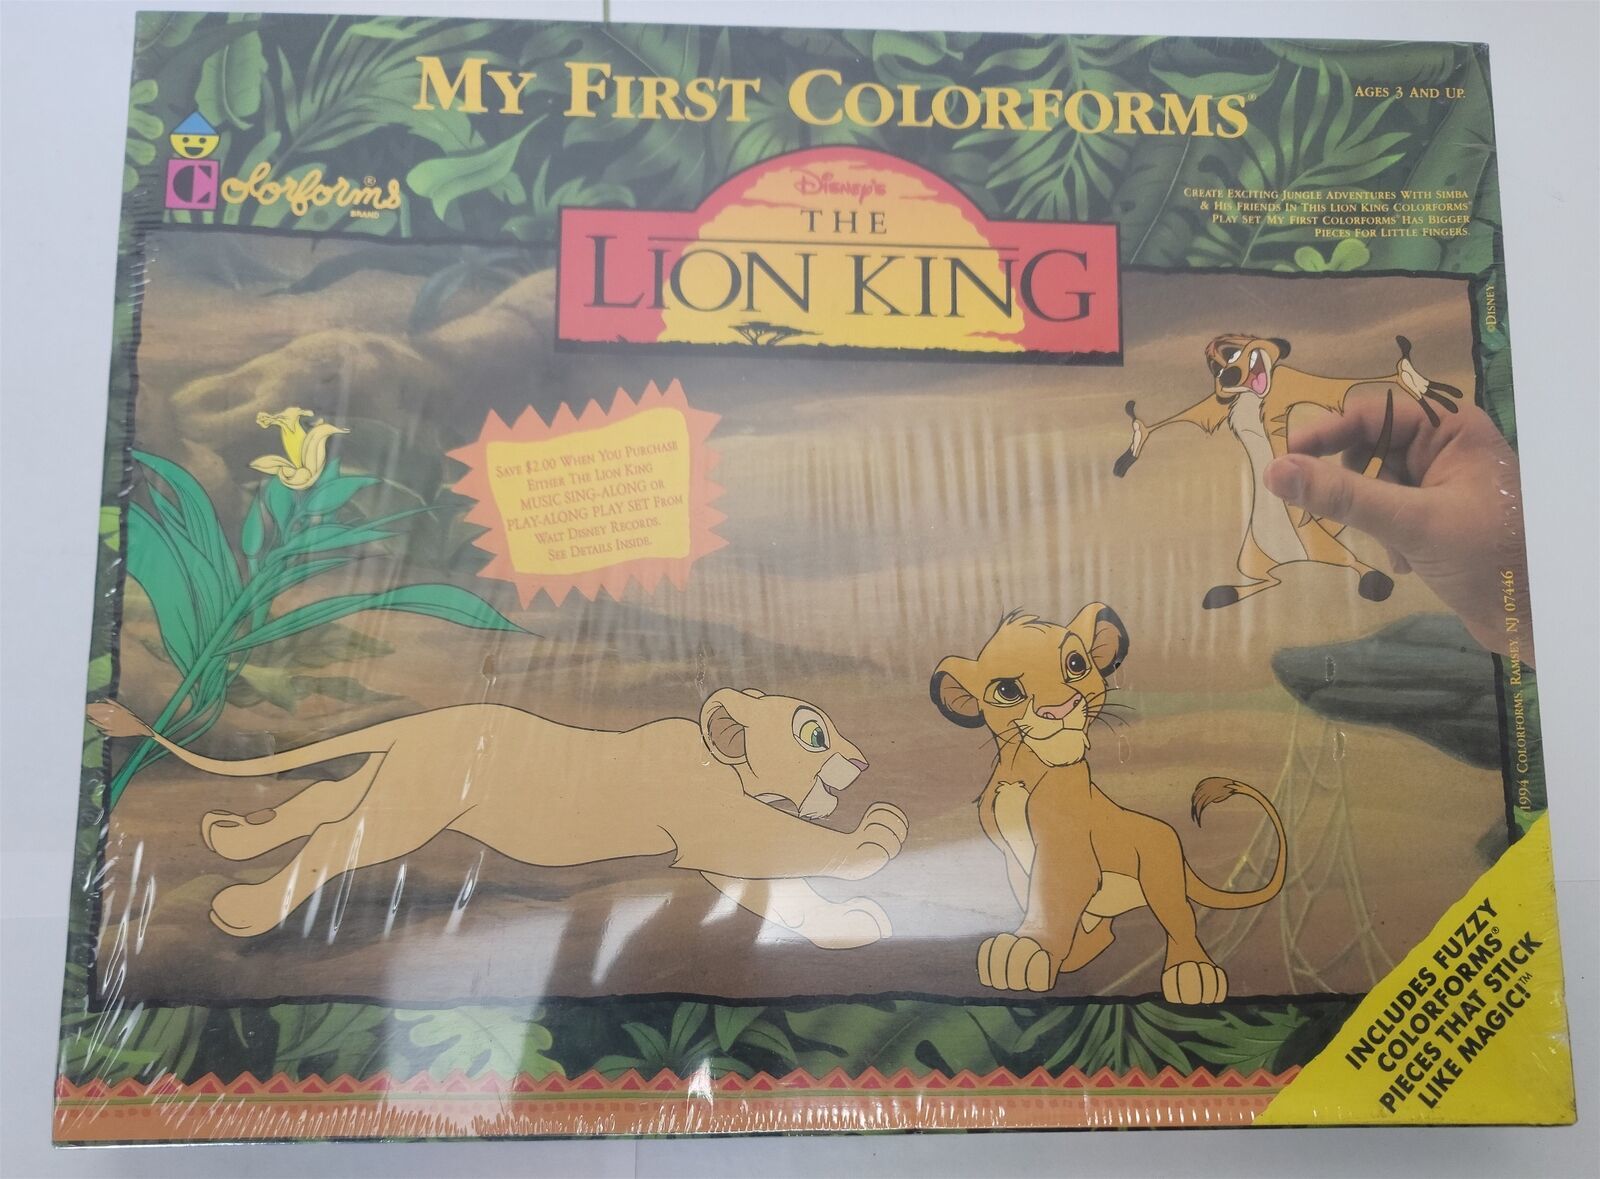 MY FIRST COLORFORMS®
AGES 3 AND UP.
Colorforms®
BRAND
CREATE EXCITING JUNGLE ADVENTURES WITH SIMBA
& HIS FRIENDS IN THIS LION KING COLORFORMS®
PLAY SET MY FIRST COLORFORMS® HAS BIGGER
PIECES FOR LITTLE FINGERS.
DISNEY'S
THE
LION KING
©DISNEY
SAVE $2.00 WHEN YOU PURCHASE
EITHER THE LION KING
MUSIC SING-ALONG OR
PLAY-ALONG PLAY SET FROM
WALT DISNEY RECORDS.
SEE DETAILS INSIDE.
1994 COLORFORMS, RAMSEY, NJ 07446
INCLUDES FUZZY
COLORFORMS®
PIECES THAT STICK
LIKE MAGIC!™